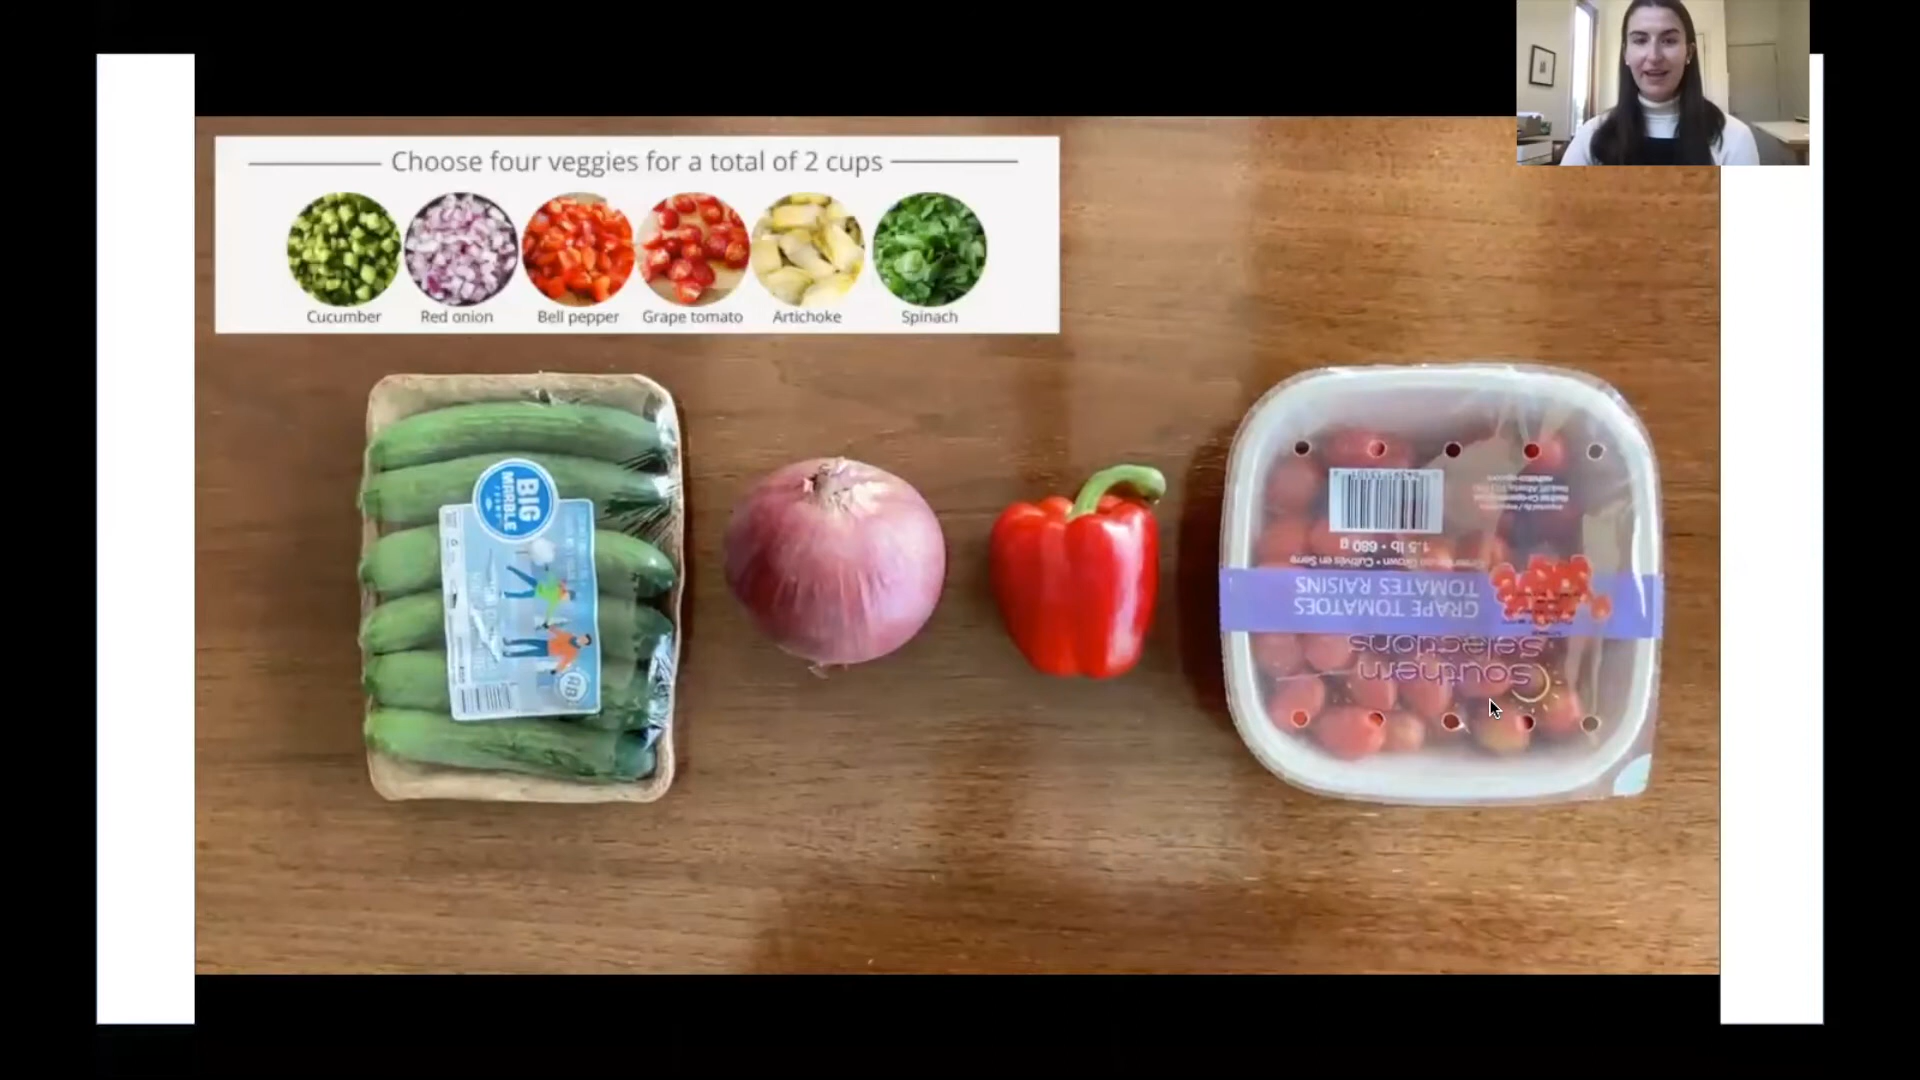 Choose four veggies for a total of 2 cups
Cucumber
Red onion
Bell pepper
Grape tomato
Artichoke
Spinach
BIG
MARBLE
FARMS
1.5 lb • 680 g
GRAPE TOMATOES
TOMATES RAISINS
Southern
Selections